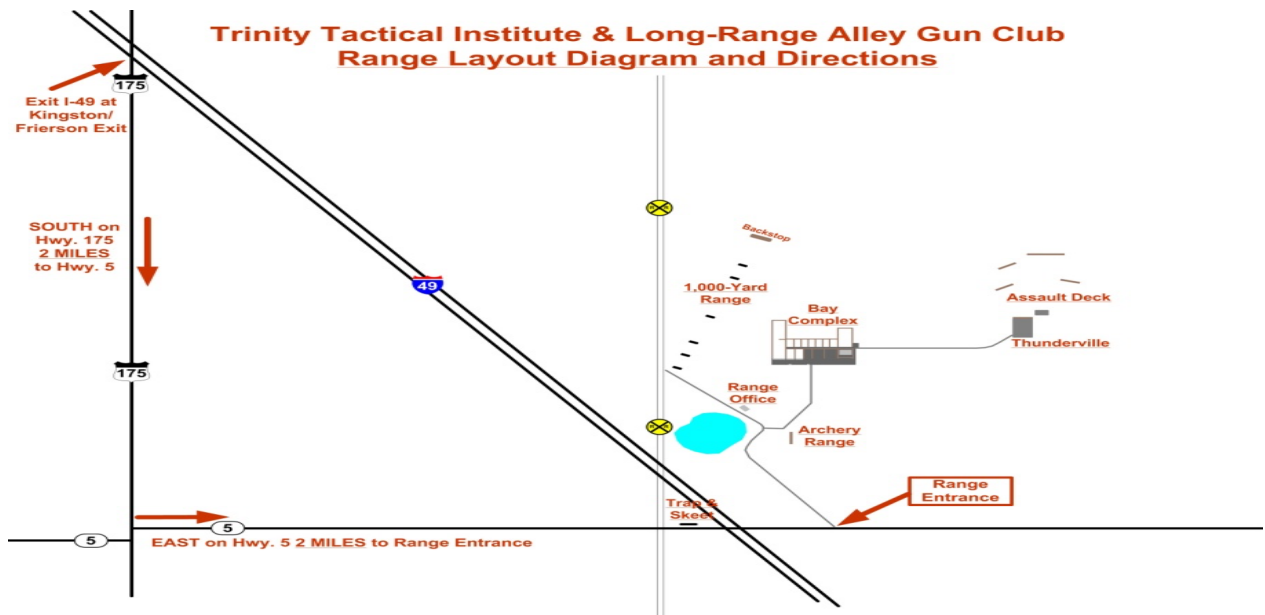 Trinity Tactical Institute & Long-Range Alley Gun Club
Range Layout Diagram and Directions
175
Exit I-49 at
Kingston/
Frierson Exit
SOUTH on
Hwy. 175
2 MILES
to Hwy. 5
49
Backstop
1,000-Yard
Range
Bay
Complex
Assault Deck
Thunderville
175
Range
Office
Archery
Range
Range
Entrance
Trap &
Skeet
5
5
EAST on Hwy. 5 2 MILES to Range Entrance